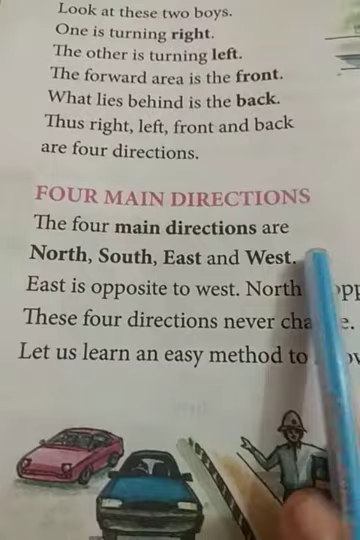 Look at these two boys.
One is turning right.
The other is turning left.
The forward area is the front.
What lies behind is the back.
Thus right, left, front and back
are four directions.
FOUR MAIN DIRECTIONS
The four main directions are
North, South, East and West.
East is opposite to west. North
These four directions never
Let us learn an easy method to